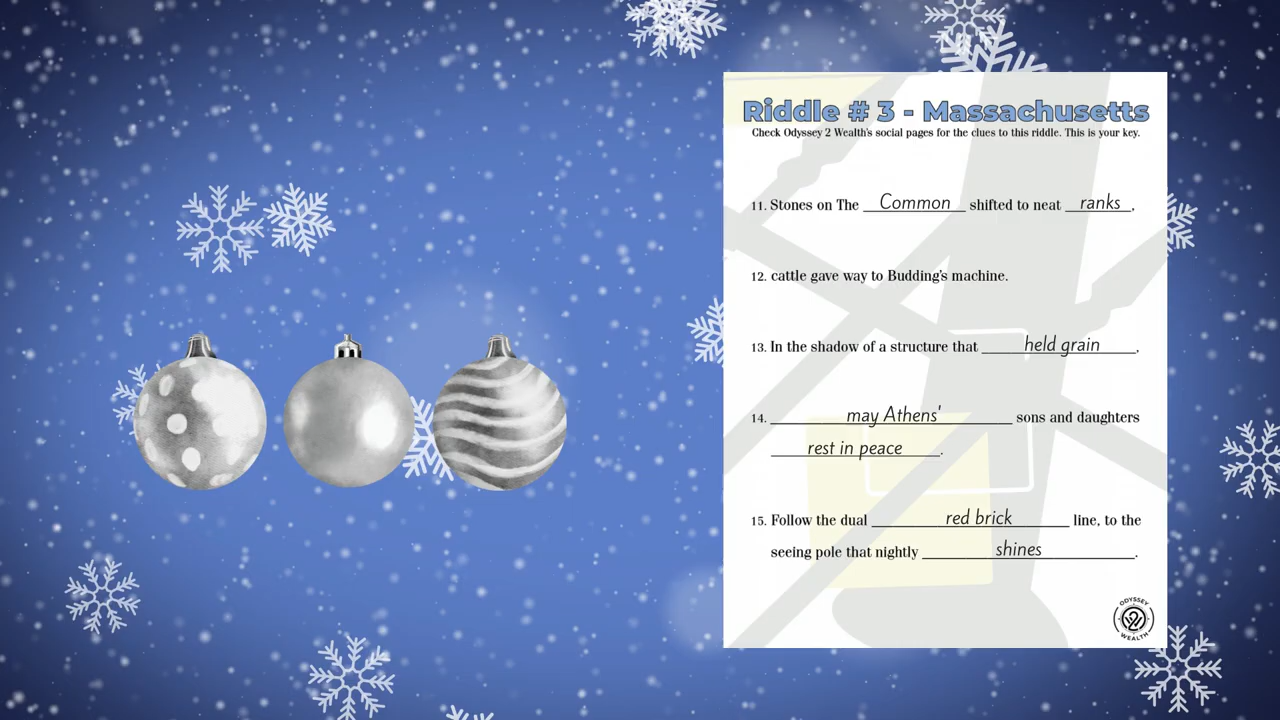 Riddle # 3 - Massachusetts
Check Odyssey 2 Wealth's social pages for the clues to this riddle. This is your key.
11. Stones on The Common shifted to neat ranks,
12. cattle gave way to Budding's machine.
13. In the shadow of a structure that held grain,
14. may Athens' sons and daughters
rest in peace.
15. Follow the dual red brick line, to the
seeing pole that nightly shines.
ODYSSEY
2
WEALTH